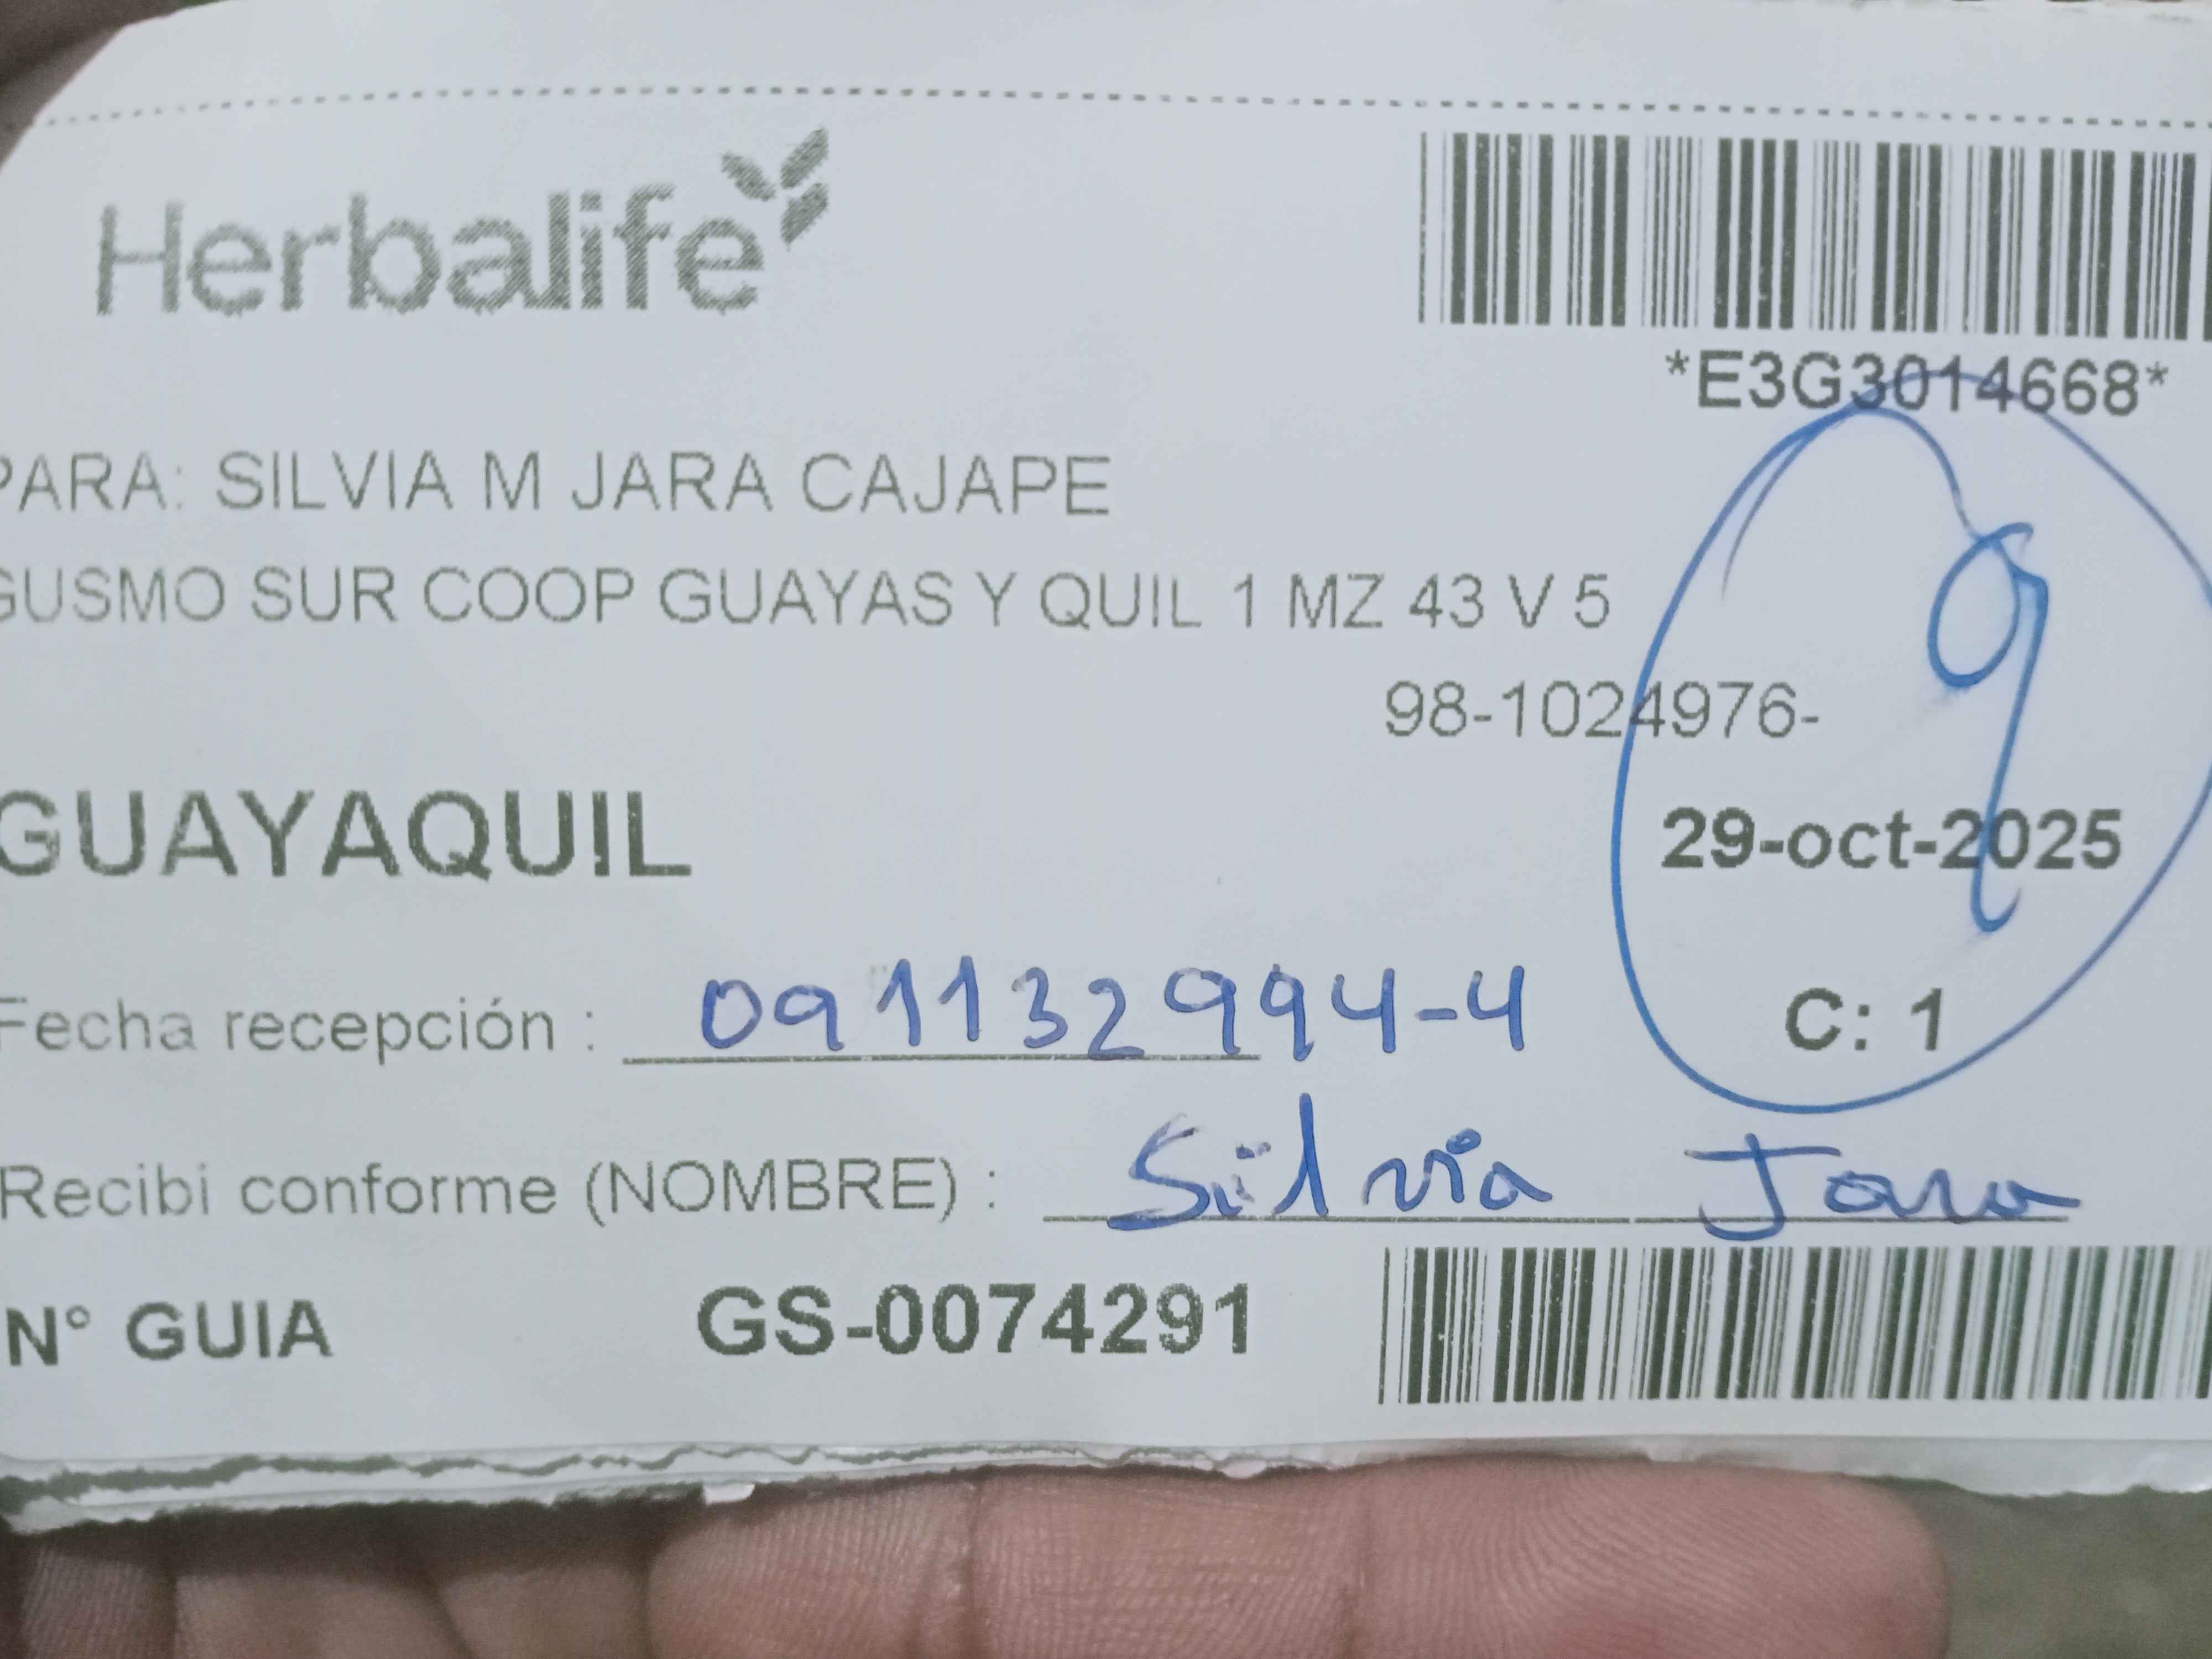 Herbalife
*E3G3014668*
PARA: SILVIA M JARA CAJAPE
GUSMO SUR COOP GUAYAS Y QUIL 1 MZ 43 V 5
98-1024976-
9
GUAYAQUIL
29-oct-2025
C: 1
Fecha recepción : 091132994-4
Recibi conforme (NOMBRE) : Silvia Jara
N° GUIA GS-0074291